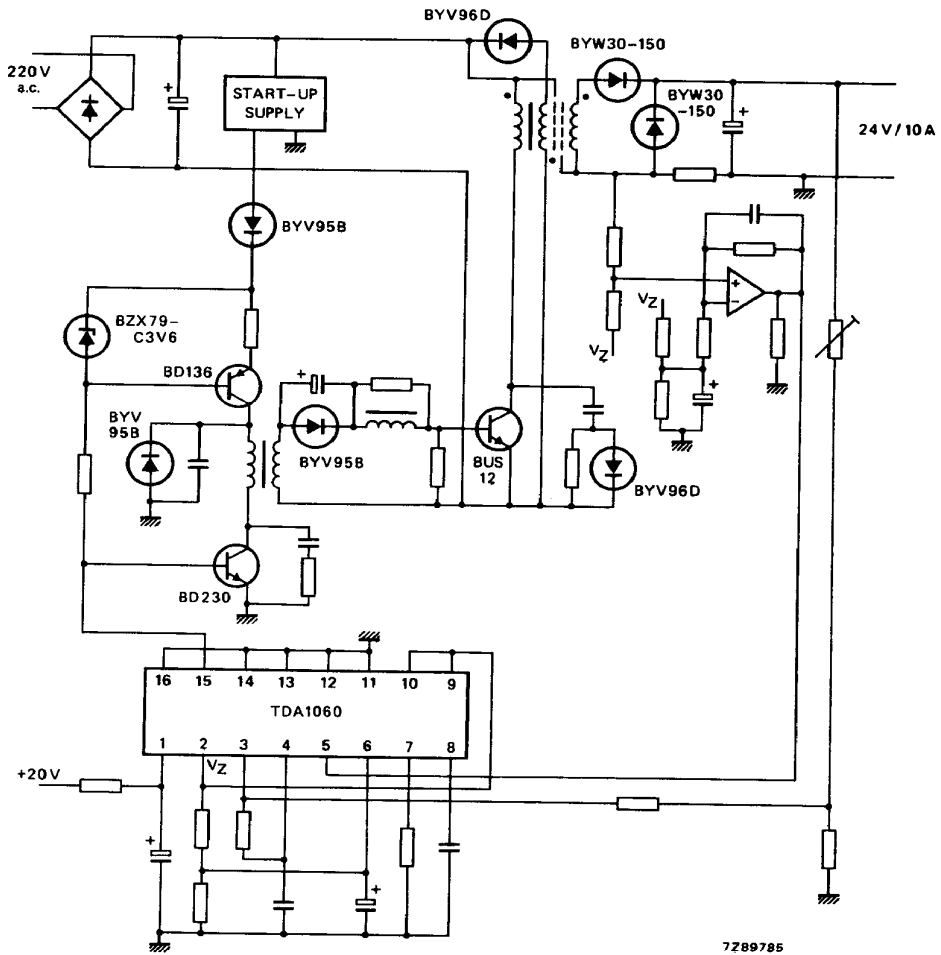 BYV96D
BYW30-150
220V
a.c.
+
START-UP
SUPPLY
BYW30
-150
+
24V/10A
BYV95B
BZX79-
C3V6
VZ
+
-
VZ
BD136
+
+
BYV
95B
BYV95B
BUS
12
BYV96D
BD230
16 15 14 13 12 11 10 9
TDA1060
1 2 3 4 5 6 7 8
VZ
+20V
+
+
7Z89785